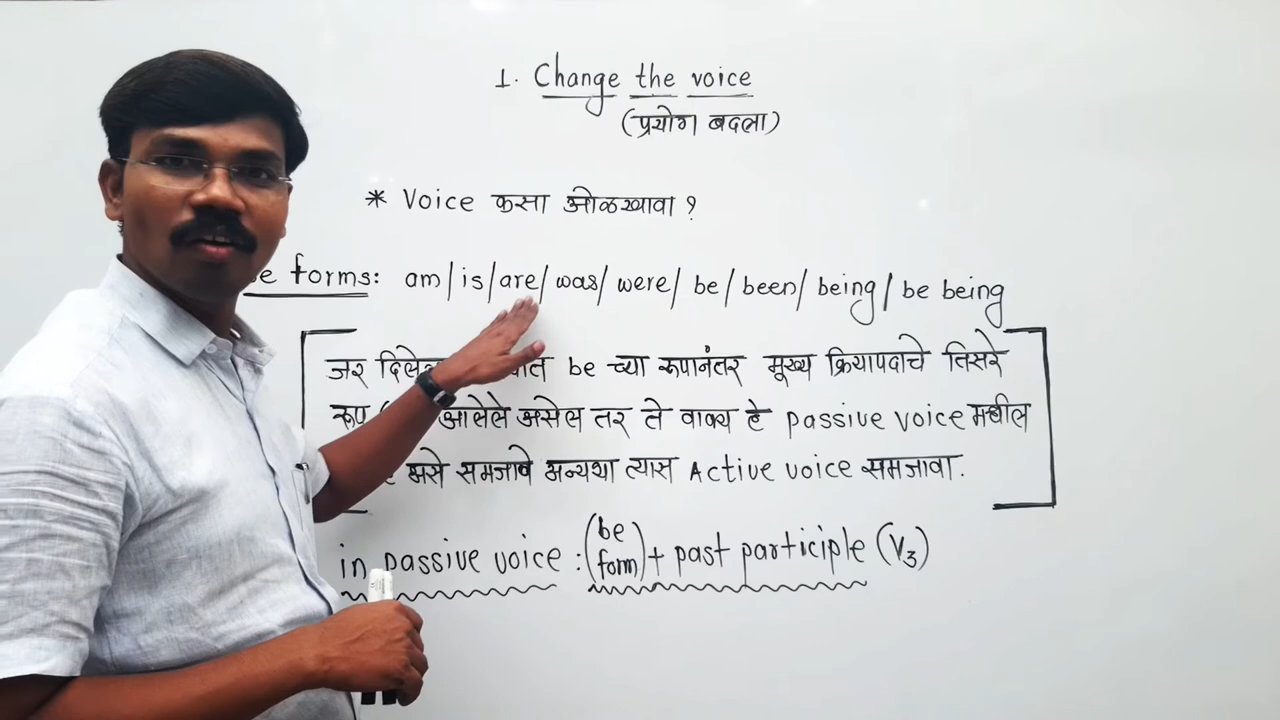 1. Change the voice
(प्रयोग बदला)
* Voice कसा ओळखावा ?
forms: am/is/are/was/were/be/been/being/be being
जर be च्या रूपानंतर मूख्य क्रियापदाचे तिसरे
रूप आलेले असेल तर ते वाक्य हे passive voice मधील
असे समजावे अन्यथा त्यास Active voice समजावा.
in passive voice : (be form) + past participle (V3)